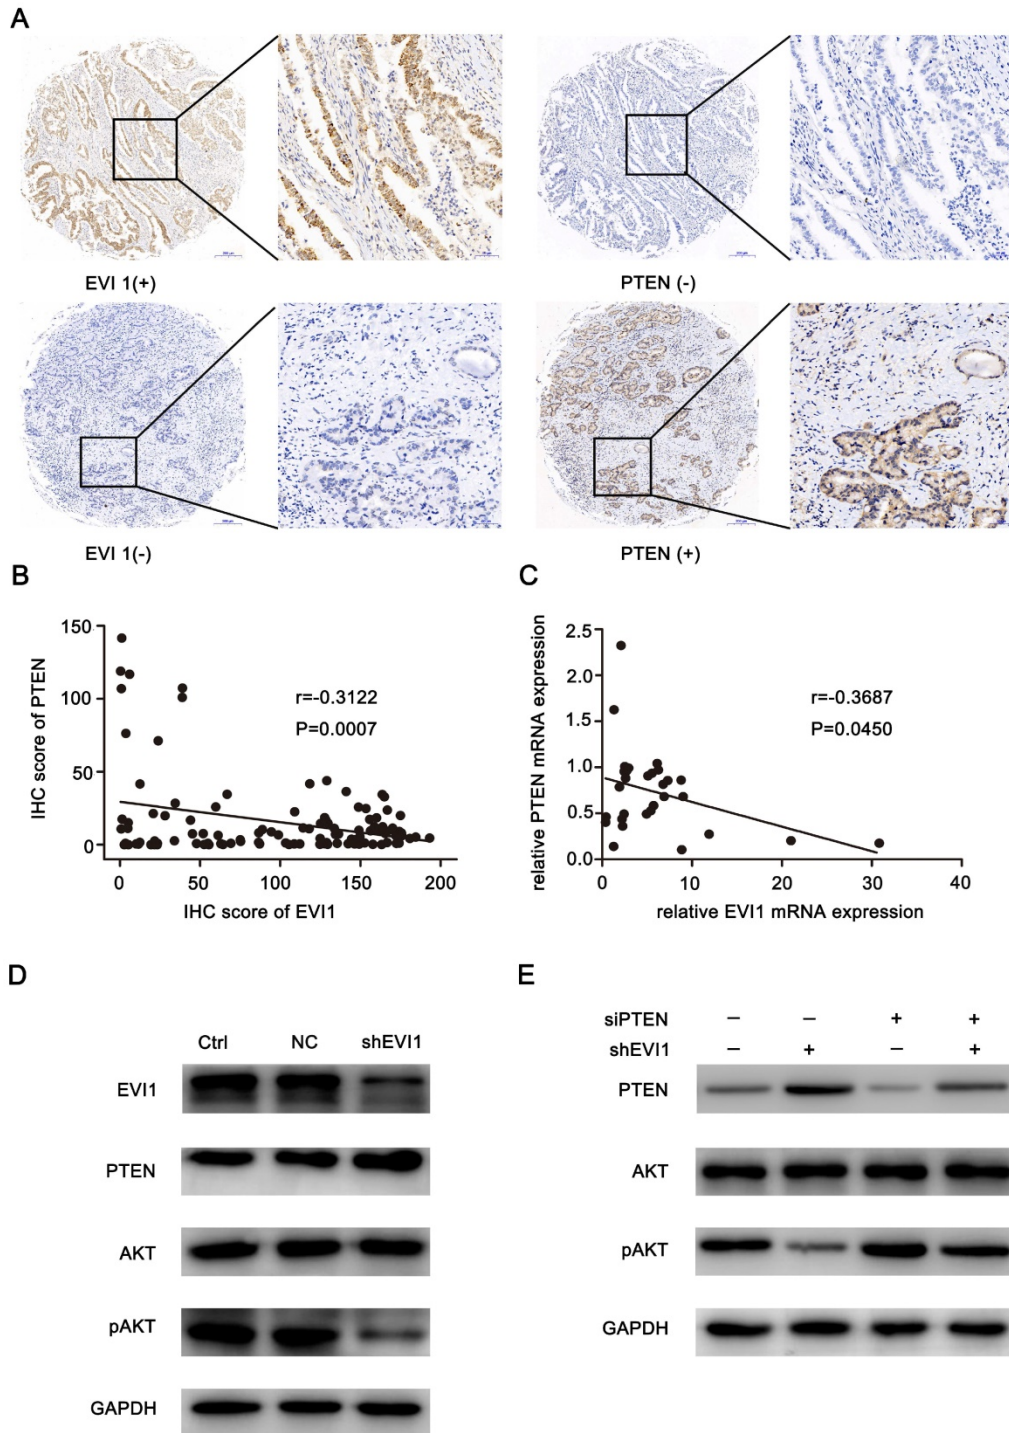 A
EVI 1(+)
PTEN (-)
EVI 1(-)
PTEN (+)
B
IHC score of PTEN
150
100
50
0
r=-0.3122
P=0.0007
0 50 100 150 200
IHC score of EVI1
C
relative PTEN mRNA expression
2.5
2.0
1.5
1.0
0.5
0.0
r=-0.3687
P=0.0450
0 10 20 30 40
relative EVI1 mRNA expression
D
Ctrl NC shEVI1
EVI1
PTEN
AKT
pAKT
GAPDH
E
siPTEN – – + +
shEVI1 – + – +
PTEN
AKT
pAKT
GAPDH